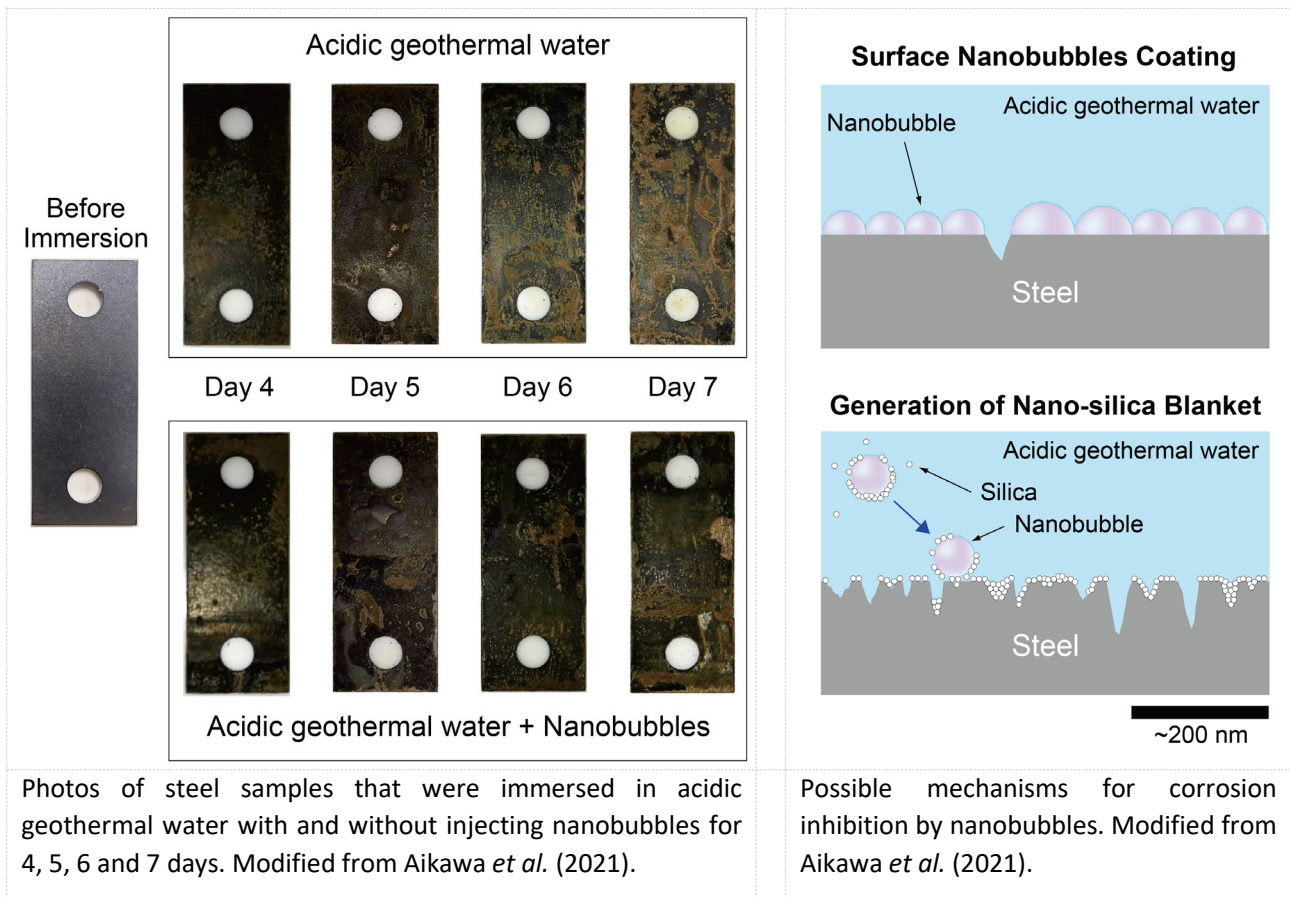 Acidic geothermal water
Before
Immersion
Day 4
Day 5
Day 6
Day 7
Acidic geothermal water + Nanobubbles
Photos of steel samples that were immersed in acidic
geothermal water with and without injecting nanobubbles for
4, 5, 6 and 7 days. Modified from Aikawa et al. (2021).
Surface Nanobubbles Coating
Acidic geothermal water
Nanobubble
Steel
Generation of Nano-silica Blanket
Acidic geothermal water
Silica
Nanobubble
Steel
~200 nm
Possible mechanisms for corrosion
inhibition by nanobubbles. Modified from
Aikawa et al. (2021).